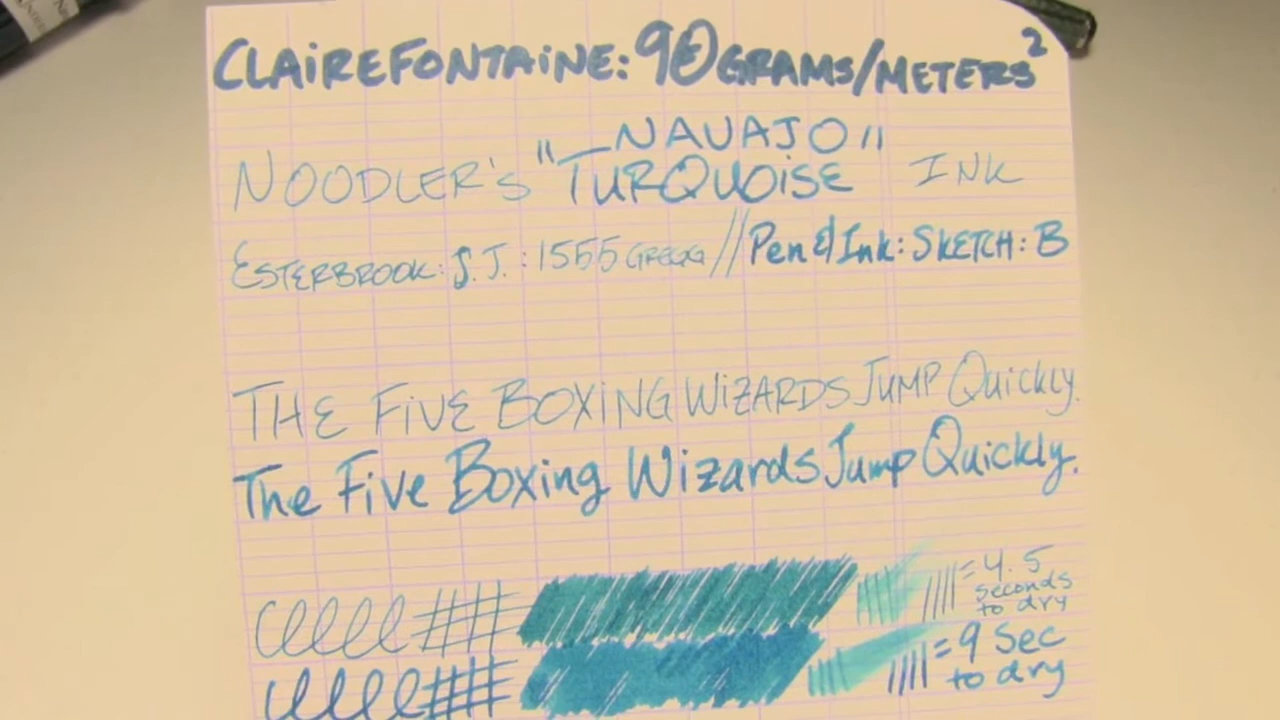 CLAIREFONTAINE: 90 GRAMS/METERS²
NOODLER'S "NAVAJO TURQUOISE" INK
ESTERBROOK: S.J.: 1555 GREGG // Pen & Ink: SKETCH: B
THE FIVE BOXING WIZARDS JUMP QUICKLY.
The Five Boxing Wizards Jump Quickly.
= 4.5
seconds
to dry
= 9 Sec
to dry